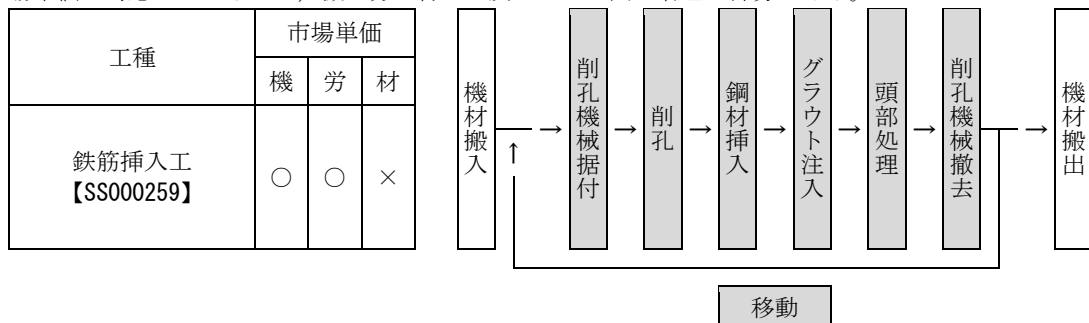 工種
市場単価
機 労 材
鉄筋挿入工
【SS000259】
○ ○ ×
機材搬入
→
削孔機械据付
→
削孔
→
鋼材挿入
→
グラウト注入
→
頭部処理
→
削孔機械撤去
→
機材搬出
↑
移動